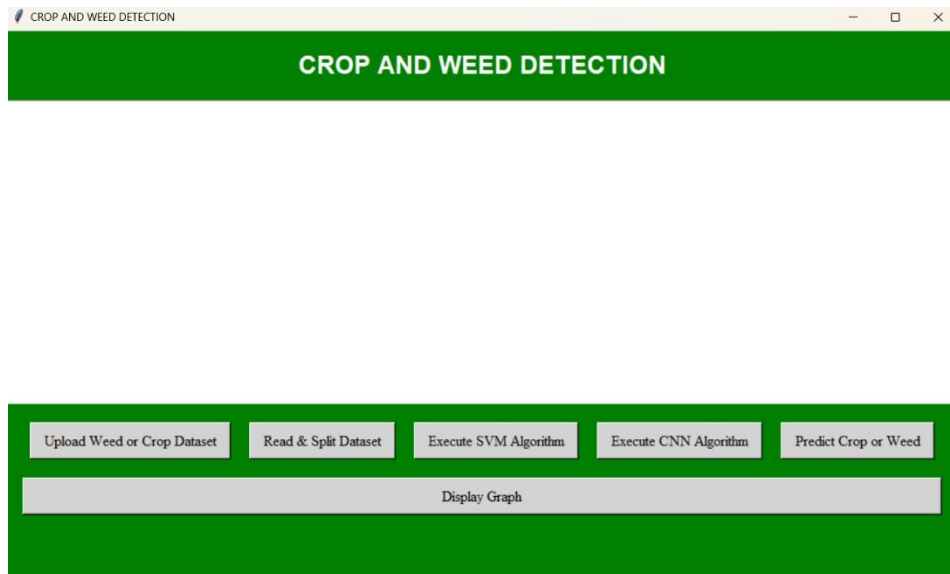 CROP AND WEED DETECTION
CROP AND WEED DETECTION
Upload Weed or Crop Dataset
Read & Split Dataset
Execute SVM Algorithm
Execute CNN Algorithm
Predict Crop or Weed
Display Graph